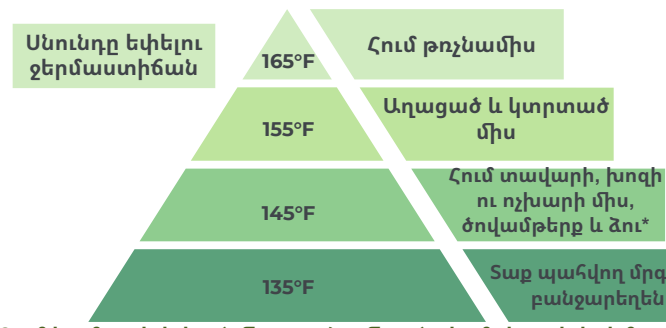 Սնունդը եփելու
ջերմաստիճան
165°F
Հում թռչնամիս
155°F
Աղացած և կտրտած
միս
145°F
Հում տավարի, խոզի
ու ոչխարի միս,
ծովամթերք և ձու*
135°F
Տաք պահվող
բանջարեղեն